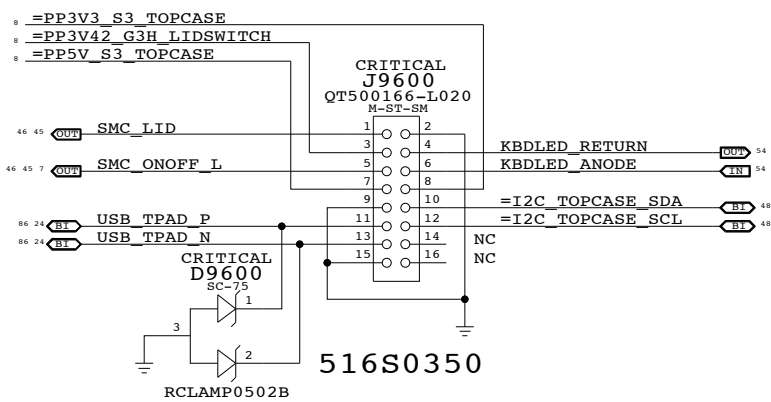 8 =PP3V3_S3_TOPCASE
8 =PP3V42_G3H_LIDSWITCH
8 =PP5V_S3_TOPCASE
CRITICAL
J9600
QT500166-L020
M-ST-SM
46 45 OUT SMC_LID 1 2
3 4 KBDLED_RETURN OUT 54
46 45 7 OUT SMC_ONOFF_L 5 6 KBDLED_ANODE IN 54
7 8
9 10 =I2C_TOPCASE_SDA BI 48
86 24 BI USB_TPAD_P 11 12 =I2C_TOPCASE_SCL BI 48
86 24 BI USB_TPAD_N 13 14 NC
15 16 NC
CRITICAL
D9600
SC-75
1
3
2
516S0350
RCLAMP0502B